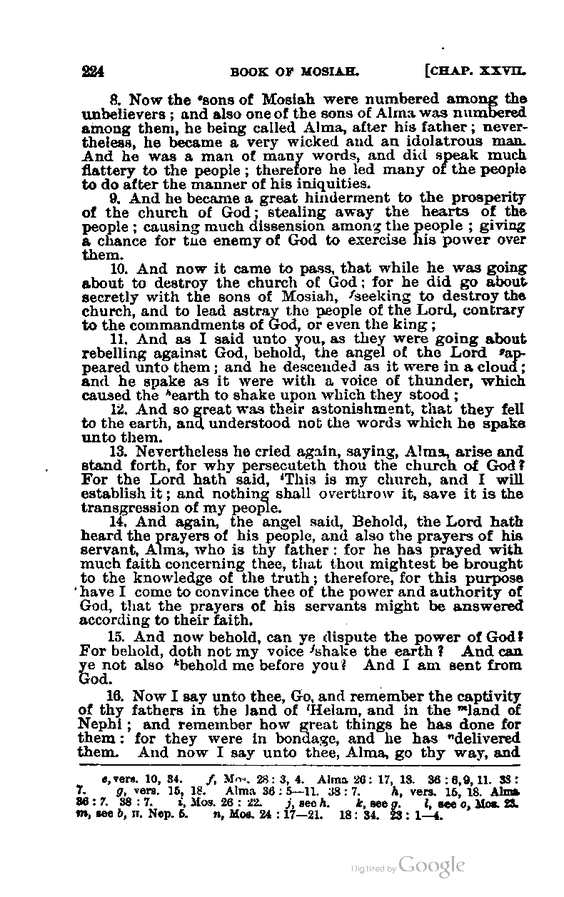 224 BOOK OF MOSIAH. [CHAP. XXVII.
8. Now the ᵉsons of Mosiah were numbered among the
unbelievers ; and also one of the sons of Alma was numbered
among them, he being called Alma, after his father ; never-
theless, he became a very wicked and an idolatrous man.
And he was a man of many words, and did speak much
flattery to the people ; therefore he led many of the people
to do after the manner of his iniquities.
9. And he became a great hinderment to the prosperity
of the church of God ; stealing away the hearts of the
people ; causing much dissension among the people ; giving
a chance for the enemy of God to exercise his power over
them.
10. And now it came to pass, that while he was going
about to destroy the church of God ; for he did go about
secretly with the sons of Mosiah, ᶠseeking to destroy the
church, and to lead astray the people of the Lord, contrary
to the commandments of God, or even the king ;
11. And as I said unto you, as they were going about
rebelling against God, behold, the angel of the Lord ᵍap-
peared unto them ; and he descended as it were in a cloud ;
and he spake as it were with a voice of thunder, which
caused the ʰearth to shake upon which they stood ;
12. And so great was their astonishment, that they fell
to the earth, and understood not the words which he spake
unto them.
13. Nevertheless he cried again, saying, Alma, arise and
stand forth, for why persecuteth thou the church of God?
For the Lord hath said, ⁱThis is my church, and I will
establish it ; and nothing shall overthrow it, save it is the
transgression of my people.
14. And again, the angel said, Behold, the Lord hath
heard the prayers of his people, and also the prayers of his
servant, Alma, who is thy father : for he has prayed with
much faith concerning thee, that thou mightest be brought
to the knowledge of the truth ; therefore, for this purpose
have I come to convince thee of the power and authority of
God, that the prayers of his servants might be answered
according to their faith.
15. And now behold, can ye dispute the power of God?
For behold, doth not my voice ʲshake the earth ? And can
ye not also ᵏbehold me before you? And I am sent from
God.
16. Now I say unto thee, Go, and remember the captivity
of thy fathers in the land of ˡHelam, and in the ᵐland of
Nephi ; and remember how great things he has done for
them : for they were in bondage, and he has ⁿdelivered
them. And now I say unto thee, Alma, go thy way, and
e, vers. 10, 34. f, Mos. 28 : 3, 4. Alma 26 : 17, 18. 36 : 6, 9, 11. 38 :
7. g, vers. 15, 18. Alma 36 : 5—11. 38 : 7. h, vers. 15, 18. Alma
36 : 7. 38 : 7. i, Mos. 26 : 22. j, see h. k, see g. l, see o, Mos. 23.
m, see b, II. Nep. 5. n, Mos. 24 : 17—21. 18 : 34. 23 : 1—4.
Digitized by Google